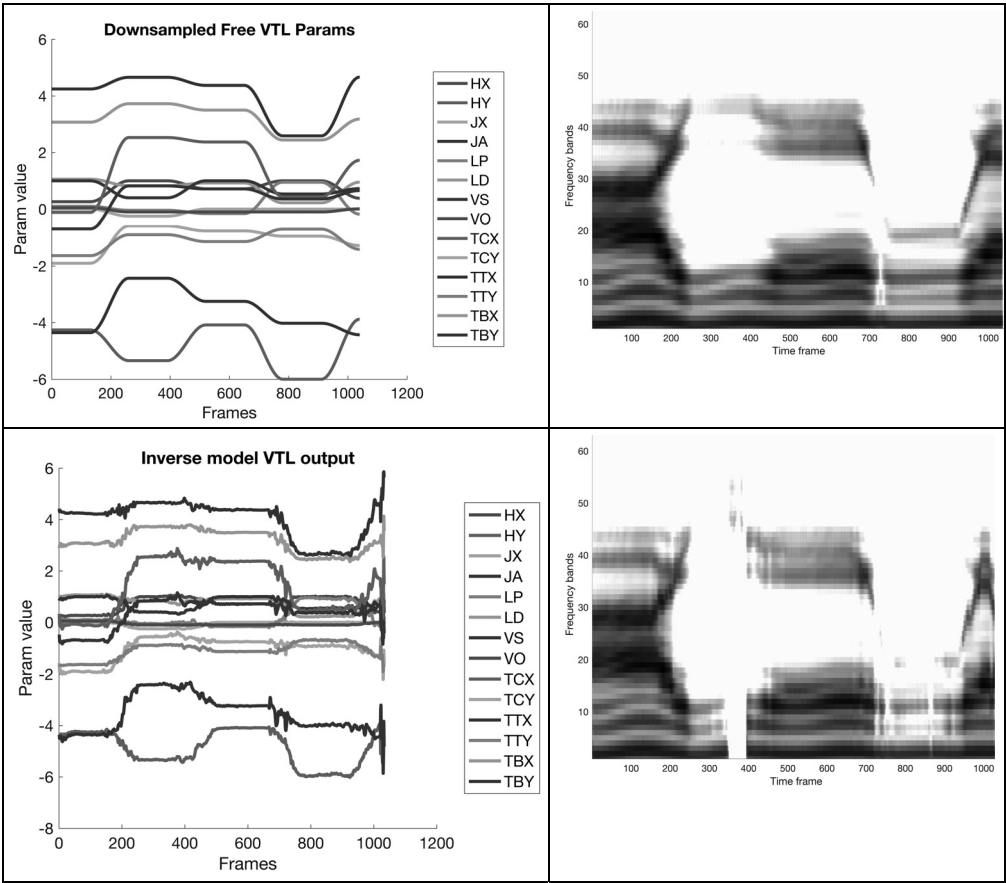 Downsampled Free VTL Params
6
4
2
0
-2
-4
-6
Param value
0 200 400 600 800 1000 1200
Frames
HX
HY
JX
JA
LP
LD
VS
VO
TCX
TCY
TTX
TTY
TBX
TBY
60
50
40
30
20
10
Frequency bands
100 200 300 400 500 600 700 800 900 1000
Time frame
Inverse model VTL output
6
4
2
0
-2
-4
-6
-8
Param value
0 200 400 600 800 1000 1200
Frames
HX
HY
JX
JA
LP
LD
VS
VO
TCX
TCY
TTX
TTY
TBX
TBY
60
50
40
30
20
10
Frequency bands
100 200 300 400 500 600 700 800 900 1000
Time frame